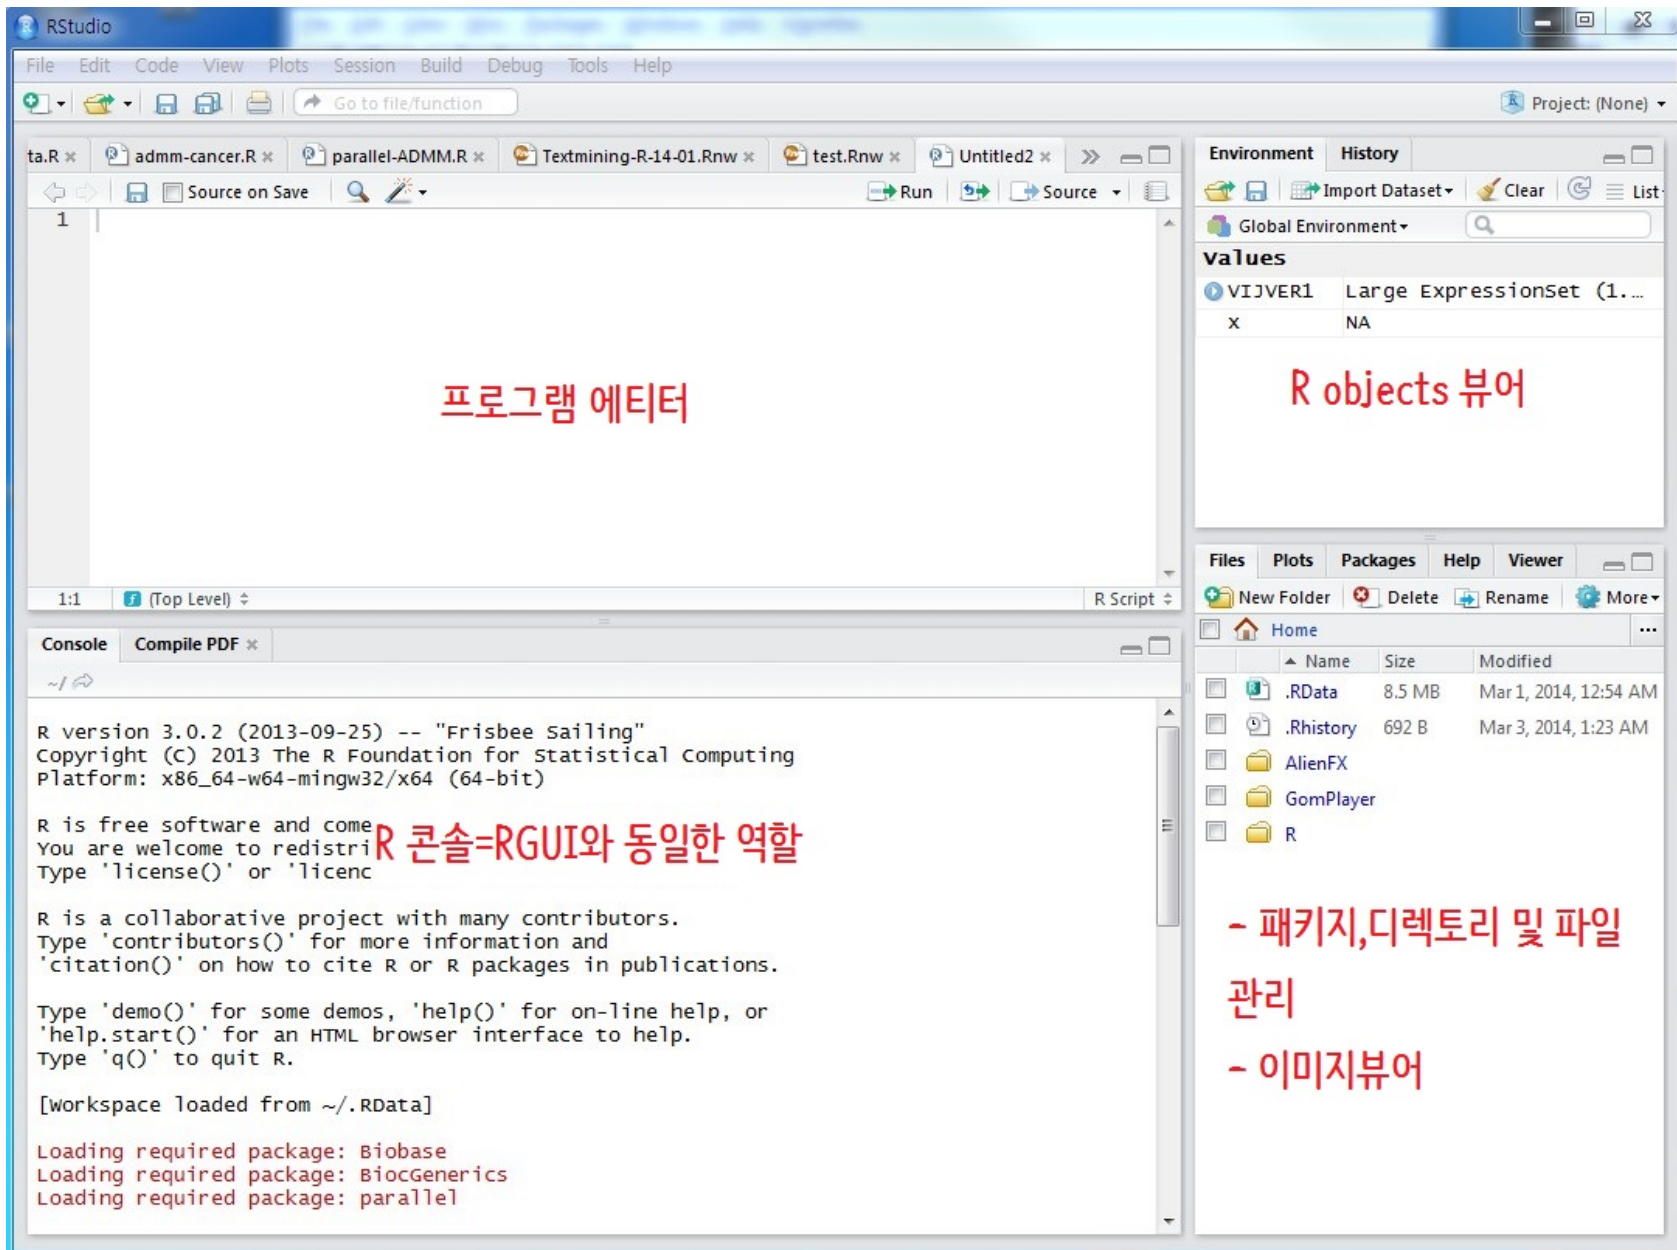 RStudio
File Edit Code View Plots Session Build Debug Tools Help
Go to file/function
Project: (None)
ta.R admm-cancer.R parallel-ADMM.R Textmining-R-14-01.Rnw test.Rnw Untitled2
Source on Save Run Source
1
프로그램 에티터
1:1 (Top Level) R Script
Environment History
Import Dataset Clear List
Global Environment
Values
VIJVER1 Large ExpressionSet (1.…
x NA
R objects 뷰어
Console Compile PDF
~/
R version 3.0.2 (2013-09-25) -- "Frisbee Sailing"
Copyright (C) 2013 The R Foundation for Statistical Computing
Platform: x86_64-w64-mingw32/x64 (64-bit)
R is free software and come
You are welcome to redistri
Type 'license()' or 'licenc
R 콘솔=RGUI와 동일한 역할
R is a collaborative project with many contributors.
Type 'contributors()' for more information and
'citation()' on how to cite R or R packages in publications.
Type 'demo()' for some demos, 'help()' for on-line help, or
'help.start()' for an HTML browser interface to help.
Type 'q()' to quit R.
[Workspace loaded from ~/.RData]
Loading required package: Biobase
Loading required package: BiocGenerics
Loading required package: parallel
Files Plots Packages Help Viewer
New Folder Delete Rename More
Home ...
Name Size Modified
.RData 8.5 MB Mar 1, 2014, 12:54 AM
.Rhistory 692 B Mar 3, 2014, 1:23 AM
AlienFX
GomPlayer
R
- 패키지,디렉토리 및 파일
관리
- 이미지뷰어